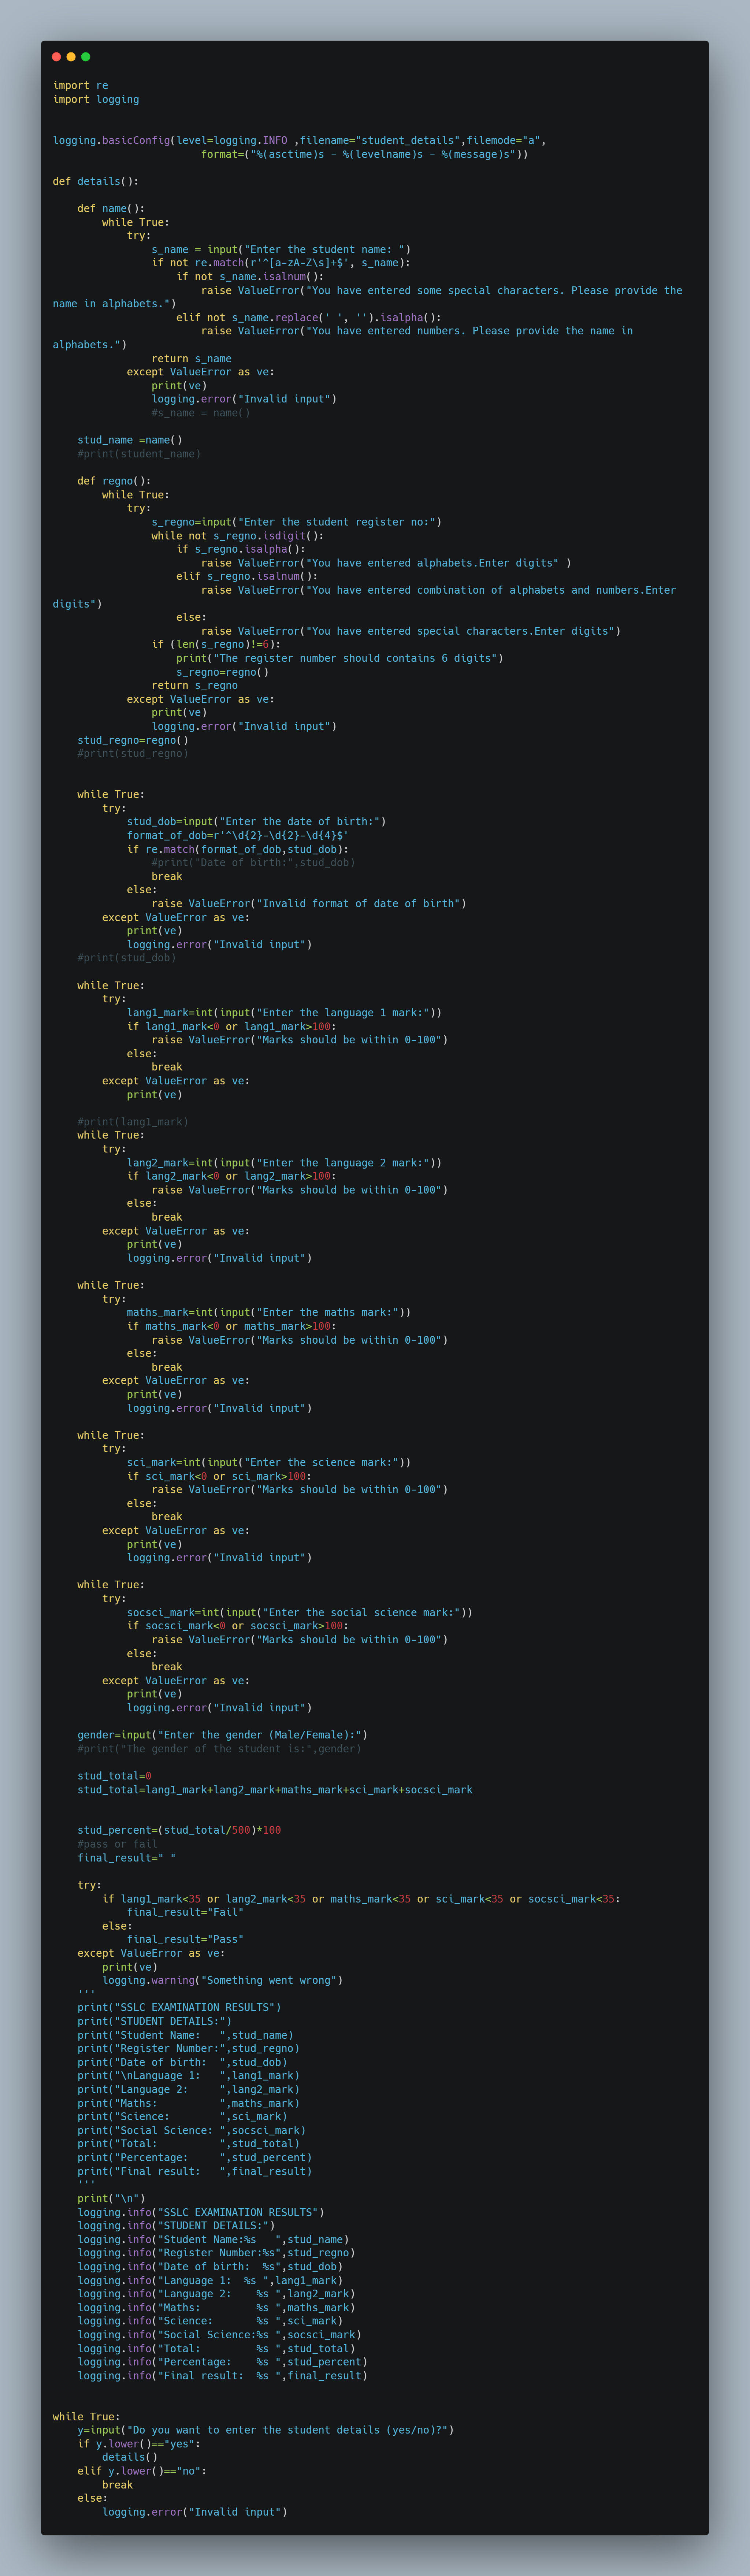 import re
import logging


logging.basicConfig(level=logging.INFO ,filename="student_details",filemode="a",
                        format=("%(asctime)s - %(levelname)s - %(message)s"))

def details():

    def name():
        while True:
            try:
                s_name = input("Enter the student name: ")
                if not re.match(r'^[a-zA-Z\s]+$', s_name):
                    if not s_name.isalnum():
                        raise ValueError("You have entered some special characters. Please provide the
name in alphabets.")
                    elif not s_name.replace(' ', '').isalpha():
                        raise ValueError("You have entered numbers. Please provide the name in
alphabets.")
                return s_name
            except ValueError as ve:
                print(ve)
                logging.error("Invalid input")
                #s_name = name()

    stud_name =name()
    #print(student_name)

    def regno():
        while True:
            try:
                s_regno=input("Enter the student register no:")
                while not s_regno.isdigit():
                    if s_regno.isalpha():
                        raise ValueError("You have entered alphabets.Enter digits" )
                    elif s_regno.isalnum():
                        raise ValueError("You have entered combination of alphabets and numbers.Enter
digits")
                    else:
                        raise ValueError("You have entered special characters.Enter digits")
                if (len(s_regno)!=6):
                    print("The register number should contains 6 digits")
                    s_regno=regno()
                return s_regno
            except ValueError as ve:
                print(ve)
                logging.error("Invalid input")
    stud_regno=regno()
    #print(stud_regno)


    while True:
        try:
            stud_dob=input("Enter the date of birth:")
            format_of_dob=r'^\d{2}-\d{2}-\d{4}$'
            if re.match(format_of_dob,stud_dob):
                #print("Date of birth:",stud_dob)
                break
            else:
                raise ValueError("Invalid format of date of birth")
        except ValueError as ve:
            print(ve)
            logging.error("Invalid input")
    #print(stud_dob)

    while True:
        try:
            lang1_mark=int(input("Enter the language 1 mark:"))
            if lang1_mark<0 or lang1_mark>100:
                raise ValueError("Marks should be within 0-100")
            else:
                break
        except ValueError as ve:
            print(ve)

    #print(lang1_mark)
    while True:
        try:
            lang2_mark=int(input("Enter the language 2 mark:"))
            if lang2_mark<0 or lang2_mark>100:
                raise ValueError("Marks should be within 0-100")
            else:
                break
        except ValueError as ve:
            print(ve)
            logging.error("Invalid input")

    while True:
        try:
            maths_mark=int(input("Enter the maths mark:"))
            if maths_mark<0 or maths_mark>100:
                raise ValueError("Marks should be within 0-100")
            else:
                break
        except ValueError as ve:
            print(ve)
            logging.error("Invalid input")

    while True:
        try:
            sci_mark=int(input("Enter the science mark:"))
            if sci_mark<0 or sci_mark>100:
                raise ValueError("Marks should be within 0-100")
            else:
                break
        except ValueError as ve:
            print(ve)
            logging.error("Invalid input")

    while True:
        try:
            socsci_mark=int(input("Enter the social science mark:"))
            if socsci_mark<0 or socsci_mark>100:
                raise ValueError("Marks should be within 0-100")
            else:
                break
        except ValueError as ve:
            print(ve)
            logging.error("Invalid input")

    gender=input("Enter the gender (Male/Female):")
    #print("The gender of the student is:",gender)

    stud_total=0
    stud_total=lang1_mark+lang2_mark+maths_mark+sci_mark+socsci_mark


    stud_percent=(stud_total/500)*100
    #pass or fail
    final_result=" "

    try:
        if lang1_mark<35 or lang2_mark<35 or maths_mark<35 or sci_mark<35 or socsci_mark<35:
            final_result="Fail"
        else:
            final_result="Pass"
    except ValueError as ve:
        print(ve)
        logging.warning("Something went wrong")
    '''
    print("SSLC EXAMINATION RESULTS")
    print("STUDENT DETAILS:")
    print("Student Name:   ",stud_name)
    print("Register Number:",stud_regno)
    print("Date of birth:  ",stud_dob)
    print("\nLanguage 1:   ",lang1_mark)
    print("Language 2:     ",lang2_mark)
    print("Maths:          ",maths_mark)
    print("Science:        ",sci_mark)
    print("Social Science: ",socsci_mark)
    print("Total:          ",stud_total)
    print("Percentage:     ",stud_percent)
    print("Final result:   ",final_result)
    '''
    print("\n")
    logging.info("SSLC EXAMINATION RESULTS")
    logging.info("STUDENT DETAILS:")
    logging.info("Student Name:%s   ",stud_name)
    logging.info("Register Number:%s",stud_regno)
    logging.info("Date of birth:  %s",stud_dob)
    logging.info("Language 1:  %s ",lang1_mark)
    logging.info("Language 2:    %s ",lang2_mark)
    logging.info("Maths:         %s ",maths_mark)
    logging.info("Science:       %s ",sci_mark)
    logging.info("Social Science:%s ",socsci_mark)
    logging.info("Total:         %s ",stud_total)
    logging.info("Percentage:    %s ",stud_percent)
    logging.info("Final result:  %s ",final_result)


while True:
    y=input("Do you want to enter the student details (yes/no)?")
    if y.lower()=="yes":
        details()
    elif y.lower()=="no":
        break
    else:
        logging.error("Invalid input")